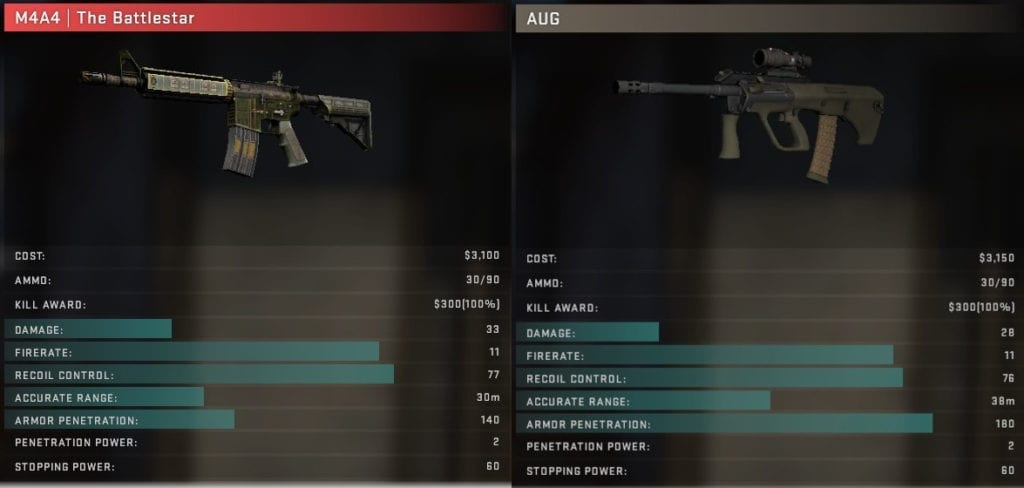 M4A4 | The Battlestar
COST: $3,100
AMMO: 30/90
KILL AWARD: $300(100%)
DAMAGE: 33
FIRERATE: 11
RECOIL CONTROL: 77
ACCURATE RANGE: 30m
ARMOR PENETRATION: 140
PENETRATION POWER: 2
STOPPING POWER: 60
AUG
COST: $3,150
AMMO: 30/90
KILL AWARD: $300(100%)
DAMAGE: 28
FIRERATE: 11
RECOIL CONTROL: 76
ACCURATE RANGE: 38m
ARMOR PENETRATION: 180
PENETRATION POWER: 2
STOPPING POWER: 60